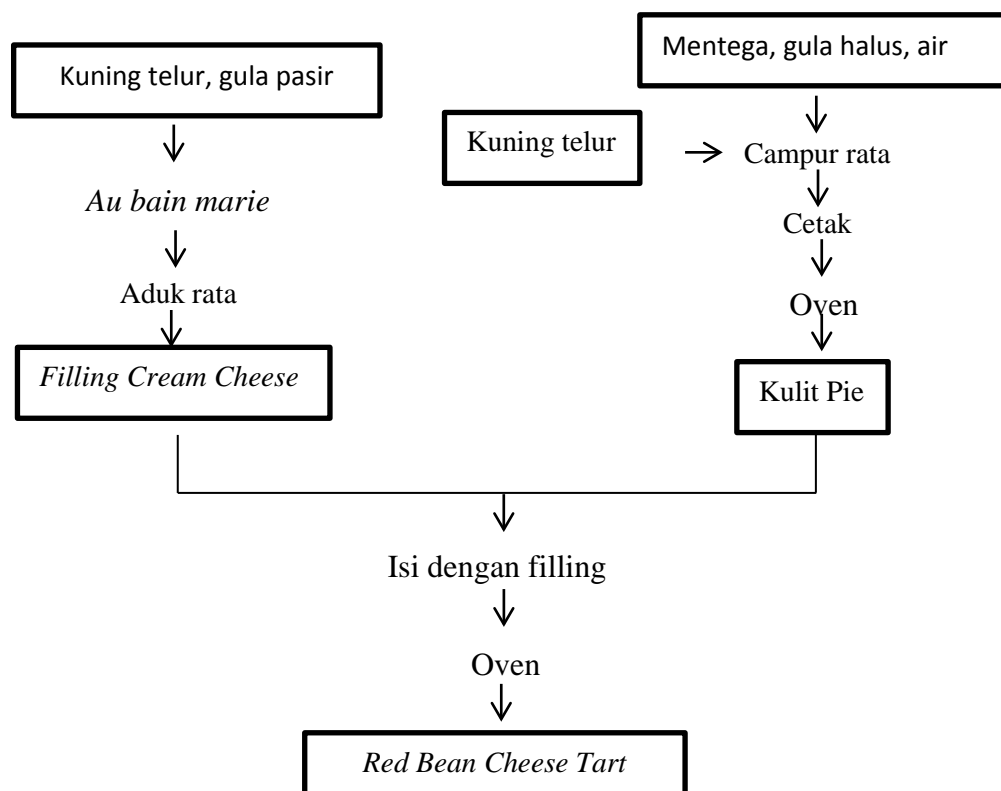 Mentega, gula halus, air
Kuning telur, gula pasir
Kuning telur
Campur rata
Au bain marie
Cetak
Aduk rata
Oven
Filling Cream Cheese
Kulit Pie
Isi dengan filling
Oven
Red Bean Cheese Tart